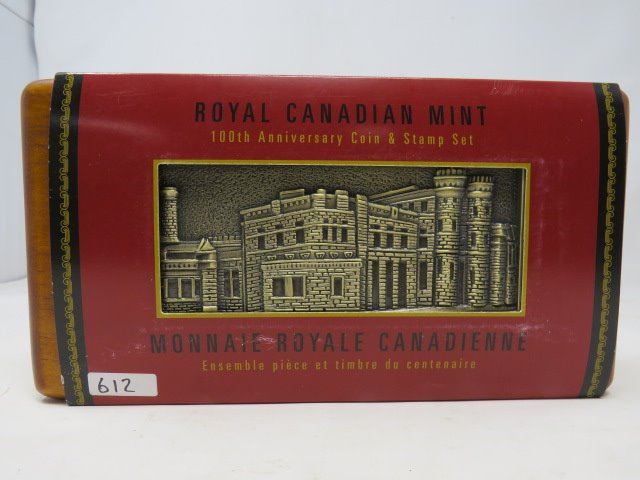 ROYAL CANADIAN MINT
100th Anniversary Coin & Stamp Set
MONNAIE ROYALE CANADIENNE
Ensemble pièce et timbre du centenaire
612